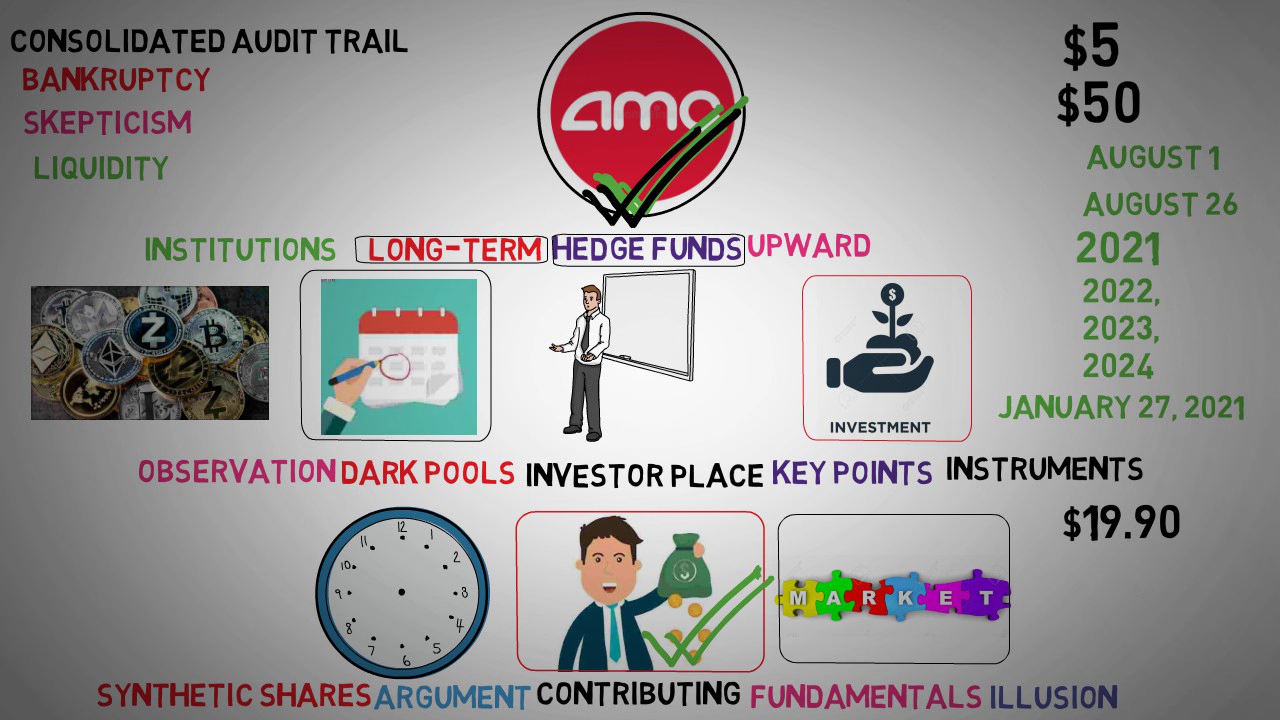 CONSOLIDATED AUDIT TRAIL
BANKRUPTCY
SKEPTICISM
LIQUIDITY
amc
$5
$50
AUGUST 1
AUGUST 26
2021
2022,
2023,
2024
JANUARY 27, 2021
INSTITUTIONS LONG-TERM HEDGE FUNDS UPWARD
$
INVESTMENT
OBSERVATION DARK POOLS INVESTOR PLACE KEY POINTS INSTRUMENTS
$19.90
12
1
2
3
4
5
6
7
8
9
10
11
$
MARKET
SYNTHETIC SHARES ARGUMENT CONTRIBUTING FUNDAMENTALS ILLUSION